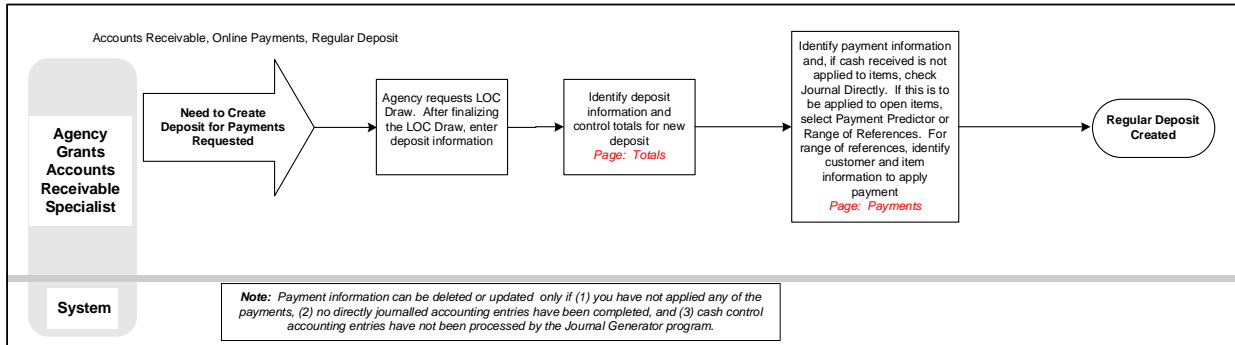 Accounts Receivable, Online Payments, Regular Deposit
Agency
Grants
Accounts
Receivable
Specialist
Need to Create
Deposit for Payments
Requested
Agency requests LOC
Draw. After finalizing
the LOC Draw, enter
deposit information
Identify deposit
information and
control totals for new
deposit
Page: Totals
Identify payment information
and, if cash received is not
applied to items, check
Journal Directly. If this is to
be applied to open items,
select Payment Predictor or
Range of References. For
range of references, identify
customer and item
information to apply
payment
Page: Payments
Regular Deposit
Created
System
Note: Payment information can be deleted or updated only if (1) you have not applied any of the
payments, (2) no directly journalled accounting entries have been completed, and (3) cash control
accounting entries have not been processed by the Journal Generator program.